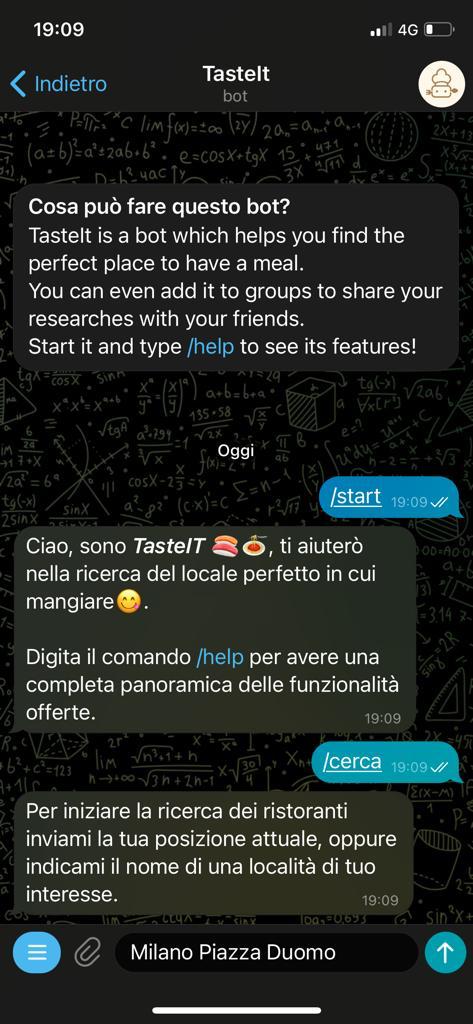 19:09
4G
Indietro
TasteIt
bot
Cosa può fare questo bot?
TasteIt is a bot which helps you find the
perfect place to have a meal.
You can even add it to groups to share your
researches with your friends.
Start it and type /help to see its features!
Oggi
/start 19:09
Ciao, sono TasteIT 🍣🍝, ti aiuterò
nella ricerca del locale perfetto in cui
mangiare😋.
Digita il comando /help per avere una
completa panoramica delle funzionalità
offerte.
19:09
/cerca 19:09
Per iniziare la ricerca dei ristoranti
inviami la tua posizione attuale, oppure
indicami il nome di una località di tuo
interesse.
19:09
Milano Piazza Duomo